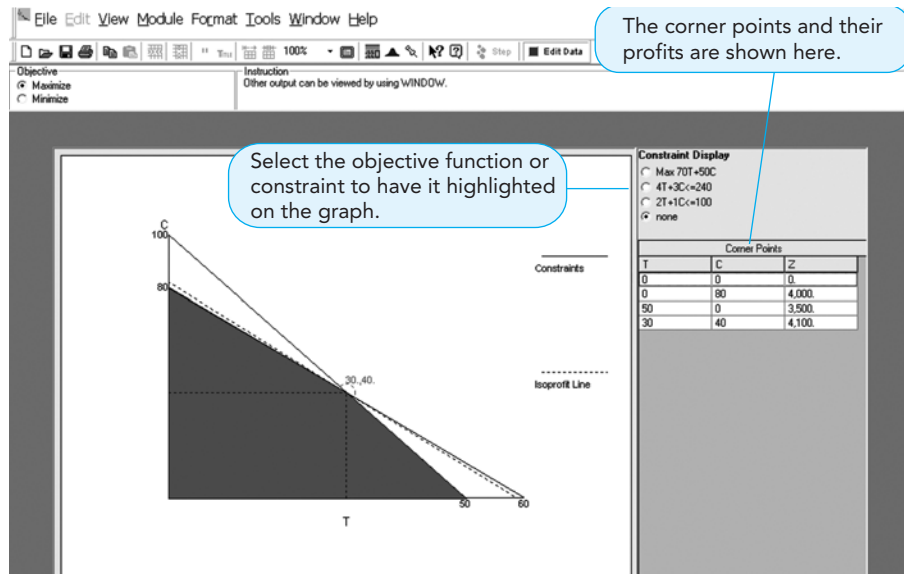 File Edit View Module Format Tools Window Help
The corner points and their
profits are shown here.
100% Step Edit Data
Objective
Maximize
Minimize
Instruction
Other output can be viewed by using WINDOW.
Select the objective function or
constraint to have it highlighted
on the graph.
Constraint Display
Max 70T+50C
4T+3C<=240
2T+1C<=100
none
Corner Points
T C Z
0 0 0.
0 80 4,000.
50 0 3,500.
30 40 4,100.
C
100
80
30.,40.
50
60
T
Constraints
Isoprofit Line